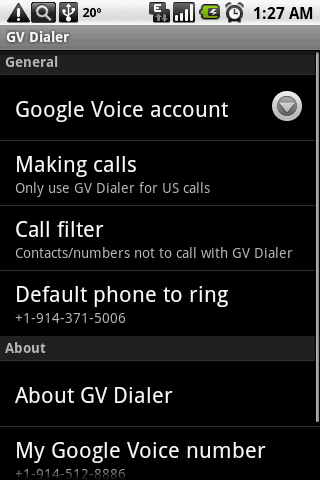 20° 1:27 AM
GV Dialer
General
Google Voice account
Making calls
Only use GV Dialer for US calls
Call filter
Contacts/numbers not to call with GV Dialer
Default phone to ring
+1-914-371-5006
About
About GV Dialer
My Google Voice number
+1-914-512-8886